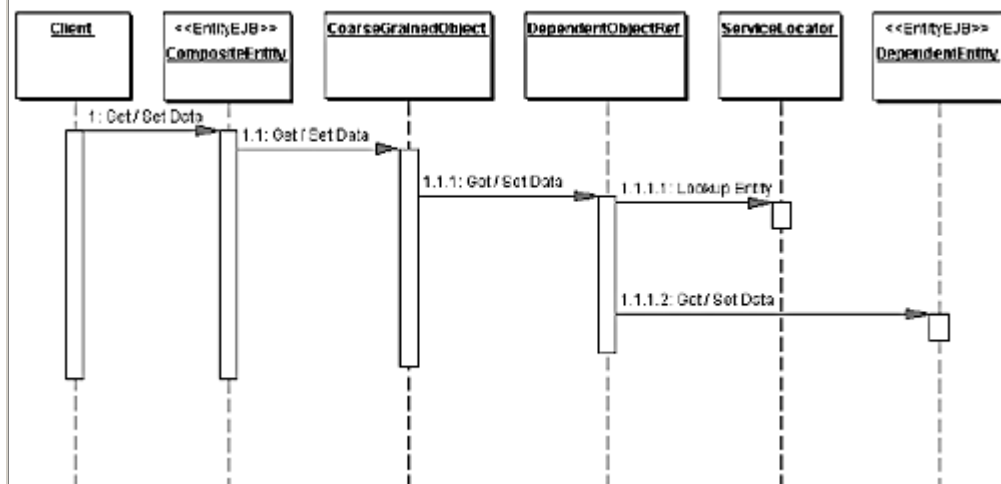 Client
<<EntityEJB>>
CompositeEntity
CoarseGrainedObject
DependentObjectRef
ServiceLocator
<<EntityEJB>>
DependentEntity
1: Get / Set Data
1.1: Get / Set Data
1.1.1: Get / Set Data
1.1.1.1: Lookup Entity
1.1.1.2: Get / Set Data